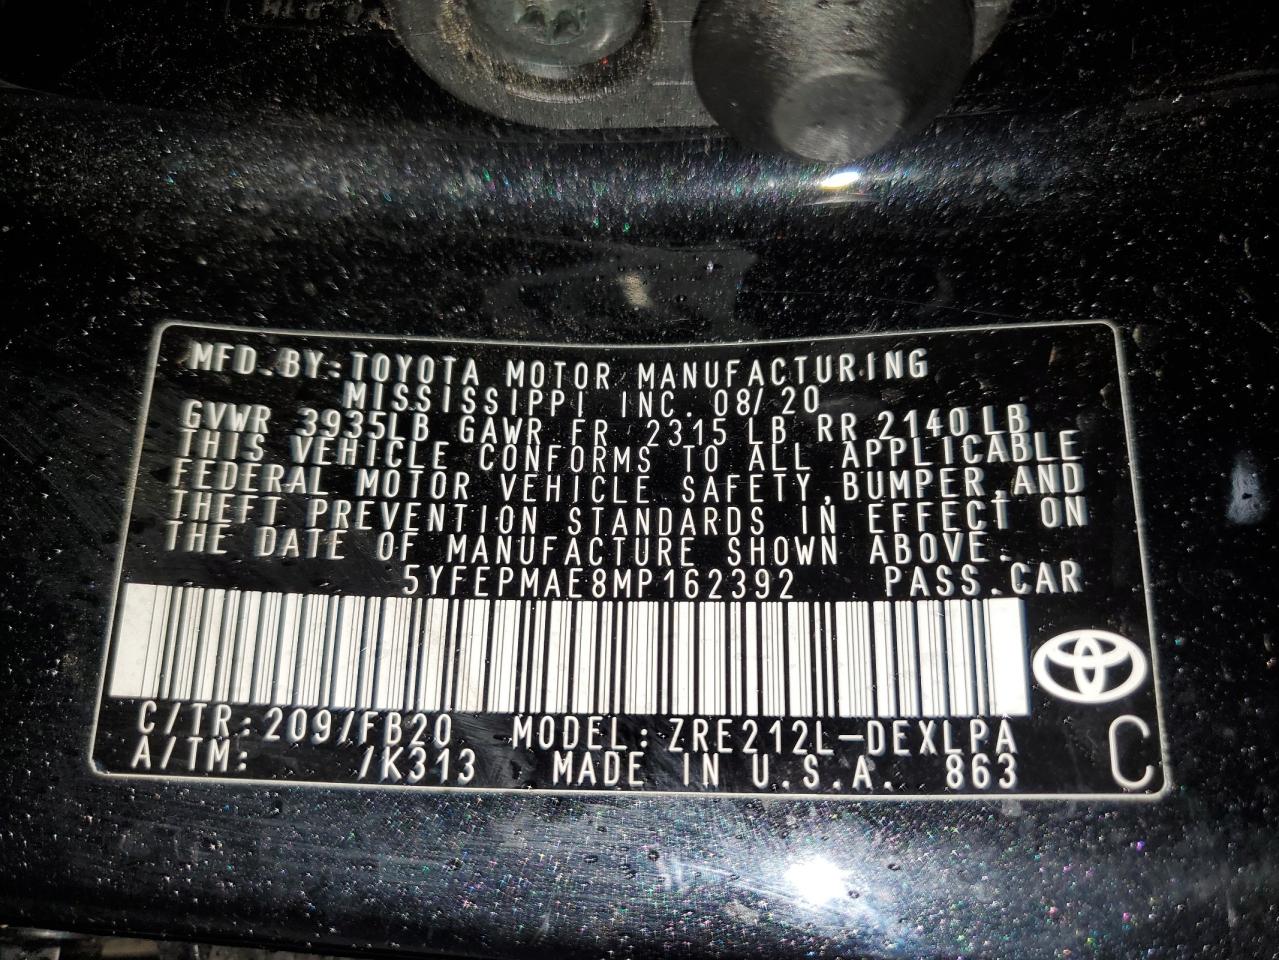 MFD.BY:TOYOTA MOTOR MANUFACTURING
MISSISSIPPI INC. 08/20
GVWR 3935LB GAWR FR 2315 LB RR 2140LB
THIS VEHICLE CONFORMS TO ALL APPLICABLE
FEDERAL MOTOR VEHICLE SAFETY,BUMPER,AND
THEFT PREVENTION STANDARDS IN EFFECT ON
THE DATE OF MANUFACTURE SHOWN ABOVE.
5YFEPMAE8MP162392 PASS.CAR
C/TR:209/FB20 MODEL:ZRE212L-DEXLPA
A/TM: /K313 MADE IN U.S.A. 863
C